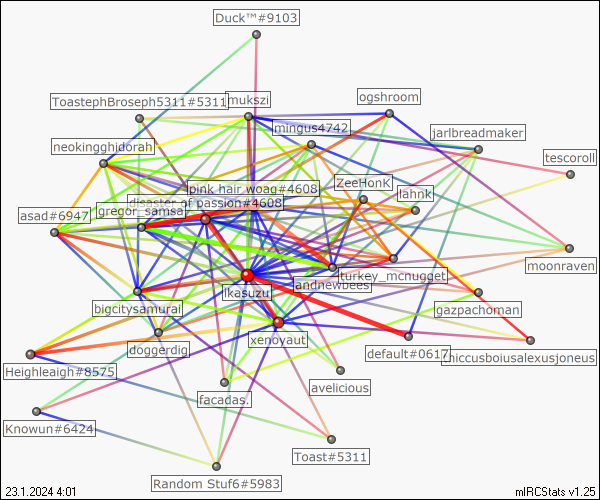 Duck™#9103
ToastephBroseph5311#5311
mukszi
ogshroom
mingus4742
jarlbreadmaker
neokingghidorah
tescoroll
pink hair woag#4608
ZeeHonK
disaster of passion#4608
lahnk
gregor_samsa
asad#6947
moonraven
turkey_mcnugget
andnewbees
ikasuzu
bigcitysamurai
gazpachoman
xenoyaut
doggerdig
default#0617
hiccusboiusalexusjoneus
Heighleaigh#8575
avelicious
facadas.
Knowun#6424
Toast#5311
Random Stuf6#5983
23.1.2024 4:01
mIRCStats v1.25